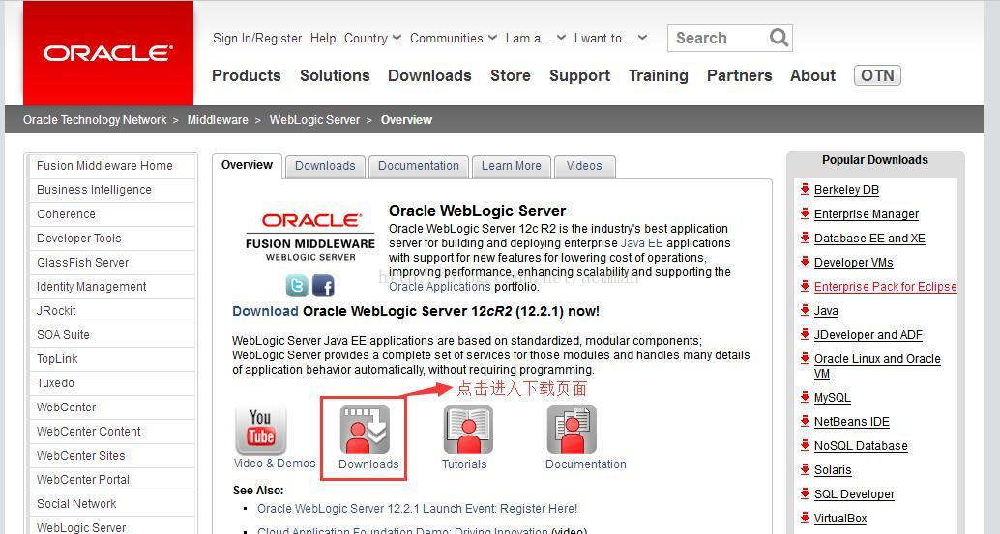 ORACLE
Sign In/Register Help Country Communities I am a... I want to... Search
Products Solutions Downloads Store Support Training Partners About OTN
Oracle Technology Network > Middleware > WebLogic Server > Overview
Fusion Middleware Home
Business Intelligence
Coherence
Developer Tools
GlassFish Server
Identity Management
JRockit
SOA Suite
TopLink
Tuxedo
WebCenter
WebCenter Content
WebCenter Sites
WebCenter Portal
Social Network
WebLogic Server
Overview Downloads Documentation Learn More Videos
ORACLE
FUSION MIDDLEWARE
WEBLOGIC SERVER
Oracle WebLogic Server
Oracle WebLogic Server 12c R2 is the industry's best application
server for building and deploying enterprise Java EE applications
with support for new features for lowering cost of operations,
improving performance, enhancing scalability and supporting the
Oracle Applications portfolio.
Download Oracle WebLogic Server 12cR2 (12.2.1) now!
WebLogic Server Java EE applications are based on standardized, modular components;
WebLogic Server provides a complete set of services for those modules and handles many details
of application behavior automatically, without requiring programming.
点击进入下载页面
You
Tube
Video & Demos Downloads Tutorials Documentation
See Also:
Oracle WebLogic Server 12.2.1 Launch Event: Register Here!
Cloud Application Foundation Demo: Driving Innovation (video)
Popular Downloads
Berkeley DB
Enterprise Manager
Database EE and XE
Developer VMs
Enterprise Pack for Eclipse
Java
JDeveloper and ADF
Oracle Linux and Oracle
VM
MySQL
NetBeans IDE
NoSQL Database
Solaris
SQL Developer
VirtualBox